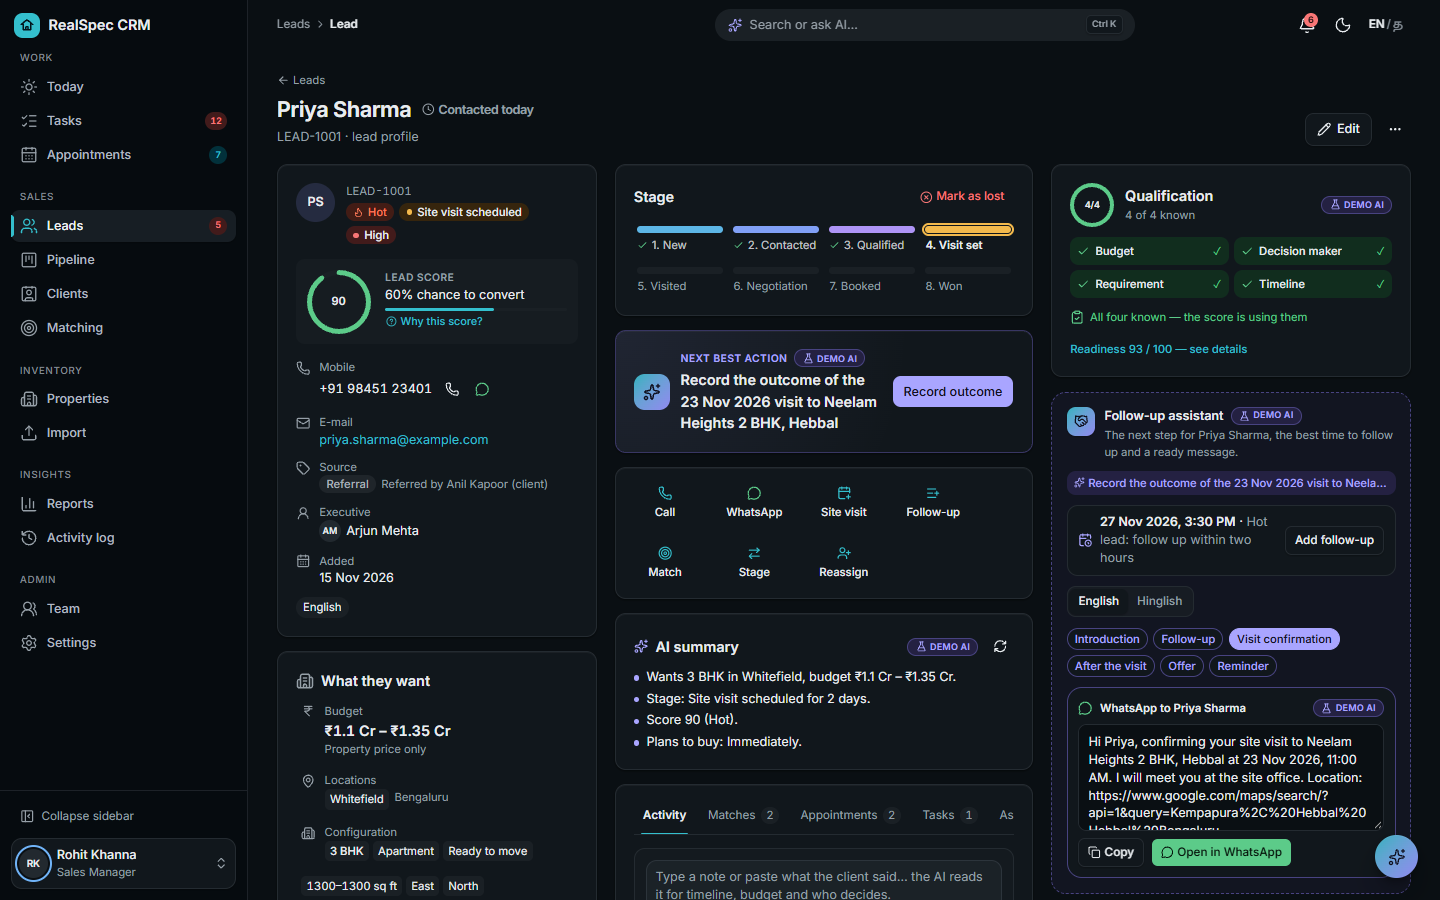 RealSpec CRM
WORK
Today
Tasks 12
Appointments 7
SALES
Leads 5
Pipeline
Clients
Matching
INVENTORY
Properties
Import
INSIGHTS
Reports
Activity log
ADMIN
Team
Settings
Collapse sidebar
RK
Rohit Khanna
Sales Manager
Leads > Lead
Search or ask AI... Ctrl K
6
EN / த
← Leads
Priya Sharma Contacted today
LEAD-1001 · lead profile
Edit
PS
LEAD-1001
Hot Site visit scheduled
High
90
LEAD SCORE
60% chance to convert
Why this score?
Mobile
+91 98451 23401
E-mail
priya.sharma@example.com
Source
Referral Referred by Anil Kapoor (client)
Executive
AM Arjun Mehta
Added
15 Nov 2026
English
What they want
₹ Budget
₹1.1 Cr – ₹1.35 Cr
Property price only
Locations
Whitefield Bengaluru
Configuration
3 BHK Apartment Ready to move
1300–1300 sq ft East North
Stage Mark as lost
✓ 1. New ✓ 2. Contacted ✓ 3. Qualified 4. Visit set
5. Visited 6. Negotiation 7. Booked 8. Won
NEXT BEST ACTION DEMO AI
Record the outcome of the
23 Nov 2026 visit to Neelam
Heights 2 BHK, Hebbal
Record outcome
Call WhatsApp Site visit Follow-up
Match Stage Reassign
AI summary DEMO AI
Wants 3 BHK in Whitefield, budget ₹1.1 Cr – ₹1.35 Cr.
Stage: Site visit scheduled for 2 days.
Score 90 (Hot).
Plans to buy: Immediately.
Activity Matches 2 Appointments 2 Tasks 1 As
Type a note or paste what the client said... the AI reads
it for timeline, budget and who decides.
4/4
Qualification
4 of 4 known
DEMO AI
✓ Budget ✓ ✓ Decision maker ✓
✓ Requirement ✓ ✓ Timeline ✓
All four known — the score is using them
Readiness 93 / 100 — see details
Follow-up assistant DEMO AI
The next step for Priya Sharma, the best time to follow
up and a ready message.
Record the outcome of the 23 Nov 2026 visit to Neela...
27 Nov 2026, 3:30 PM · Hot
lead: follow up within two
hours
Add follow-up
English Hinglish
Introduction Follow-up Visit confirmation
After the visit Offer Reminder
WhatsApp to Priya Sharma DEMO AI
Hi Priya, confirming your site visit to Neelam
Heights 2 BHK, Hebbal at 23 Nov 2026, 11:00
AM. I will meet you at the site office. Location:
https://www.google.com/maps/search/?
api=1&query=Kempapura%2C%20Hebbal%20
Hebbal%20Bengaluru
Copy Open in WhatsApp